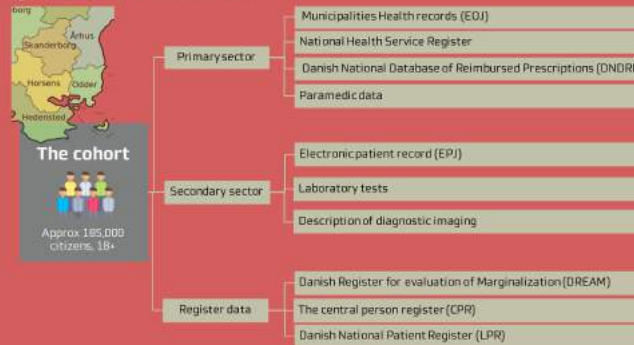 borg
Århus
Skanderborg
Horsens
Odder
Hedensted
The cohort
Approx 185,000
citizens, 18+
Primary sector
Municipalities Health records (EOJ)
National Health Service Register
Danish National Database of Reimbursed Prescriptions (DNDRP
Paramedic data
Secondary sector
Electronic patient record (EPJ)
Laboratory tests
Description of diagnostic imaging
Register data
Danish Register for evaluation of Marginalization (DREAM)
The central person register (CPR)
Danish National Patient Register (LPR)